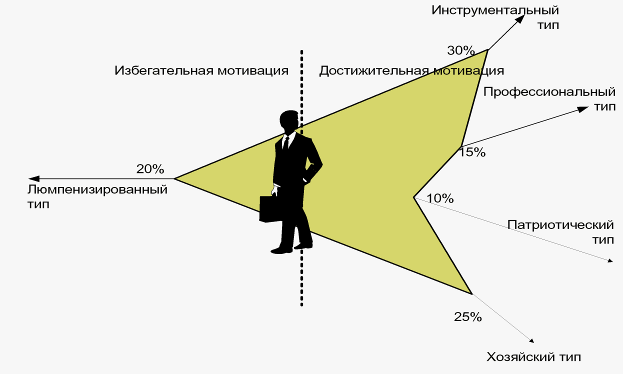 Инструментальный
тип
30%
Избегательная мотивация
Достижительная мотивация
Профессиональный
тип
15%
20%
Люмпенизированный
тип
10%
Патриотический
тип
25%
Хозяйский тип